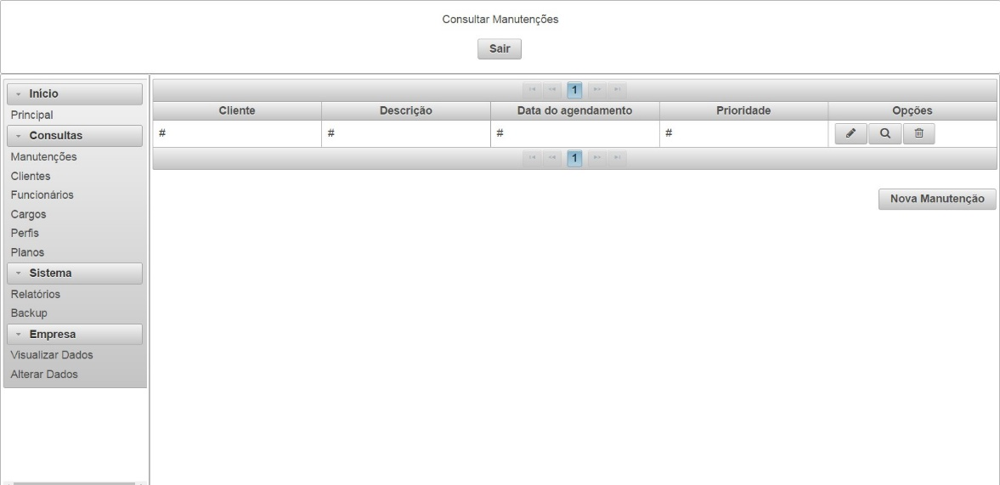 Consultar Manutenções
Sair
Início
Principal
Consultas
Manutenções
Clientes
Funcionários
Cargos
Perfis
Planos
Sistema
Relatórios
Backup
Empresa
Visualizar Dados
Alterar Dados
1
Cliente Descrição Data do agendamento Prioridade Opções
# # # #
1
Nova Manutenção